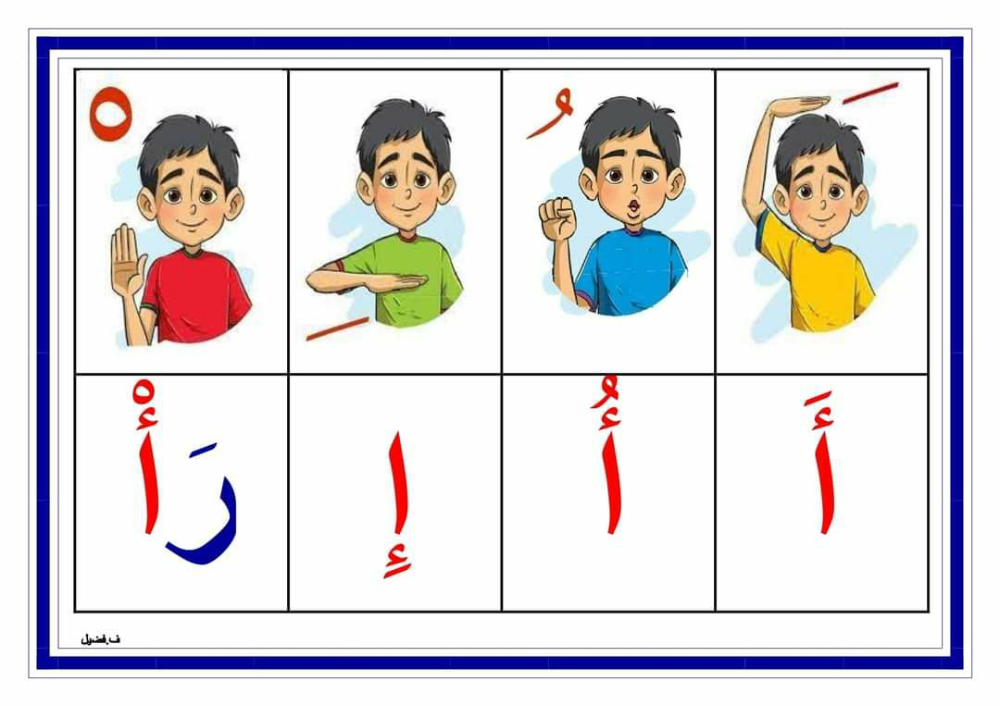 َ ُ ِ ْ
أَ أُ إِ رَأْ
ف.فضيل